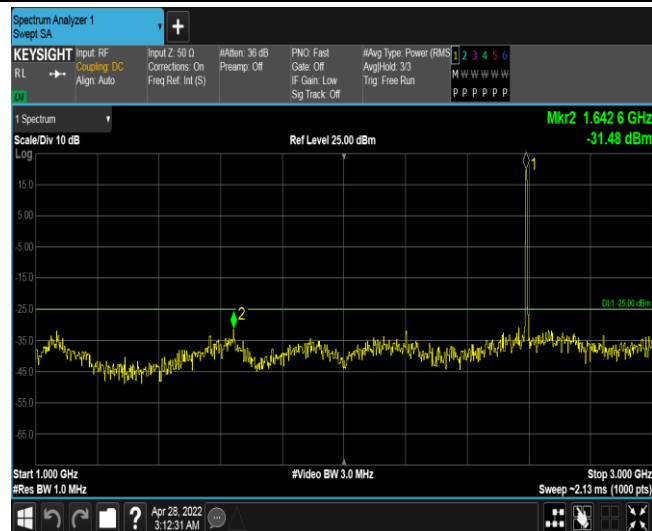 Spectrum Analyzer 1
Swept SA
KEYSIGHT
RL
LXI
Input: RF
Coupling: DC
Align: Auto
Input Z: 50 Ω
Corrections: On
Freq Ref: Int (S)
#Atten: 36 dB
Preamp: Off
PNO: Fast
Gate: Off
IF Gain: Low
Sig Track: Off
#Avg Type: Power (RMS
Avg|Hold: 3/3
Trig: Free Run
1 2 3 4 5 6
M W W W W W
P P P P P P
1 Spectrum
Scale/Div 10 dB
Ref Level 25.00 dBm
Mkr2 1.642 6 GHz
-31.48 dBm
Log
1
15.0
5.00
-5.00
-15.0
-25.0
2
DL1 -25.00 dBm
-35.0
-45.0
-55.0
-65.0
Start 1.000 GHz
#Video BW 3.0 MHz
Stop 3.000 GHz
#Res BW 1.0 MHz
Sweep ~2.13 ms (1000 pts)
?
Apr 28, 2022
3:12:31 AM